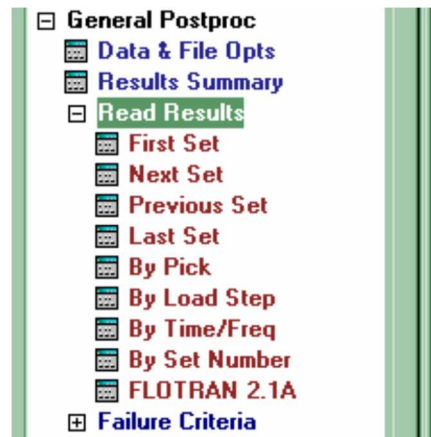 General Postproc
Data & File Opts
Results Summary
Read Results
First Set
Next Set
Previous Set
Last Set
By Pick
By Load Step
By Time/Freq
By Set Number
FLOTRAN 2.1A
Failure Criteria